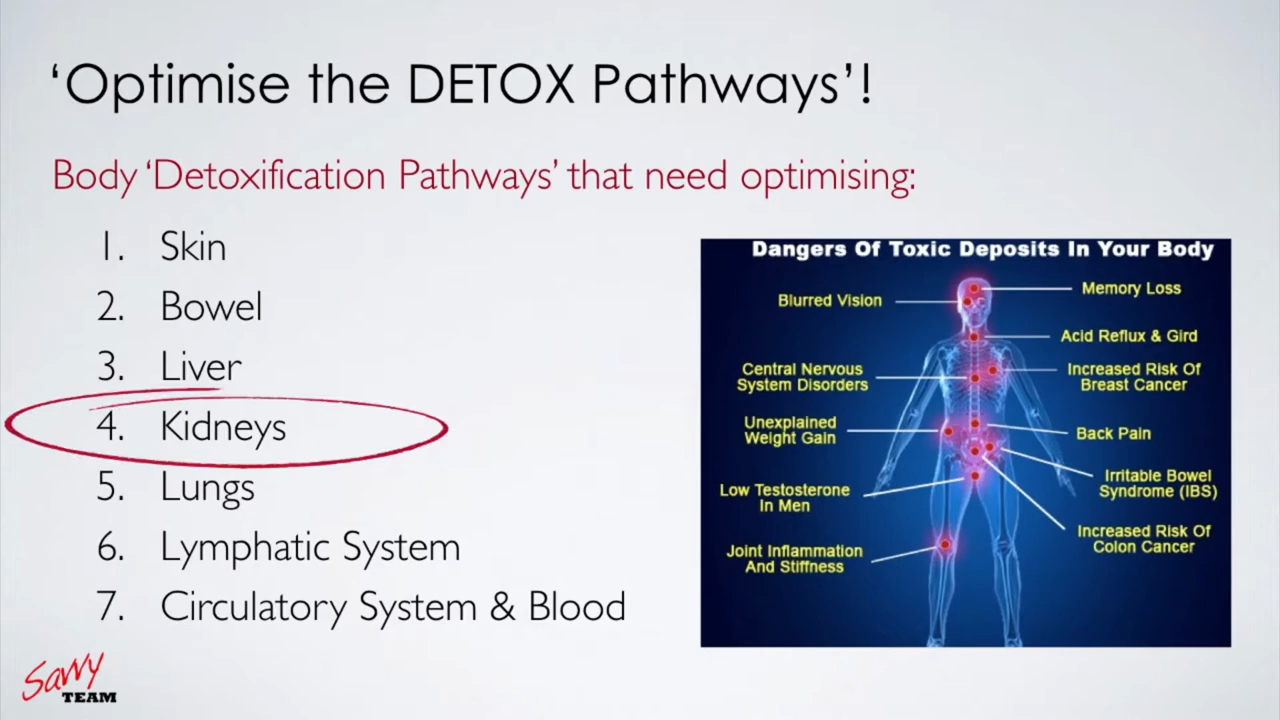 ‘Optimise the DETOX Pathways’!
Body ‘Detoxification Pathways’ that need optimising:
1. Skin
2. Bowel
3. Liver
4. Kidneys
5. Lungs
6. Lymphatic System
7. Circulatory System & Blood
Dangers Of Toxic Deposits In Your Body
Memory Loss
Blurred Vision
Acid Reflux & Gird
Central Nervous
System Disorders
Increased Risk Of
Breast Cancer
Unexplained
Weight Gain
Back Pain
Irritable Bowel
Syndrome (IBS)
Low Testosterone
In Men
Increased Risk Of
Colon Cancer
Joint Inflammation
And Stiffness
Savvy
TEAM